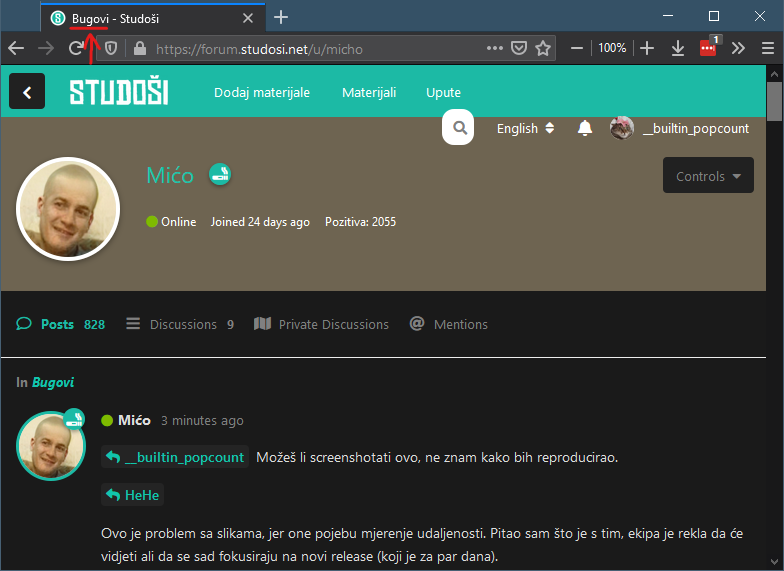 Bugovi - Studoši
https://forum.studosi.net/u/micho
100%
1
STUDOŠI
Dodaj materijale
Materijali
Upute
English
__builtin_popcount
Mićo
Controls
Online
Joined 24 days ago
Pozitiva: 2055
Posts 828
Discussions 9
Private Discussions
Mentions
In Bugovi
Mićo 3 minutes ago
__builtin_popcount Možeš li screenshotati ovo, ne znam kako bih reproducirao.
HeHe
Ovo je problem sa slikama, jer one pojebu mjerenje udaljenosti. Pitao sam što je s tim, ekipa je rekla da će
vidjeti ali da se sad fokusiraju na novi release (koji je za par dana).